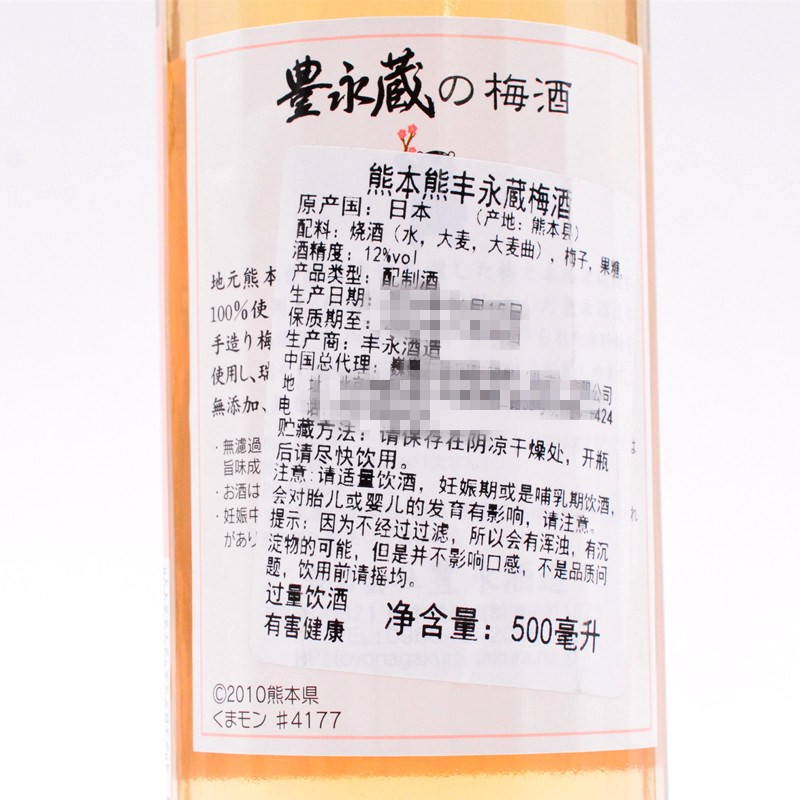 豊永蔵の梅酒
熊本熊丰永蔵梅酒
原产国：日本 （产地：熊本县）
配料：烧酒（水，大麦，大麦曲），梅子，果糖，
酒精度：12%vol
产品类型：配制酒
生产日期：
保质期至：
生产商：丰永酒造
中国总代理：
公司
地 址
电 424
贮藏方法：请保存在阴凉干燥处，开瓶
后请尽快饮用。
注意：请适量饮酒，妊娠期或是哺乳期饮酒，
会对胎儿或婴儿的发育有影响，请注意。
提示：因为不经过过滤，所以会有浑浊，有沉
淀物的可能，但是并不影响口感，不是品质问
题，饮用前请摇均。
过量饮酒
有害健康
净含量：500毫升
地元熊本
100%使
手造り梅
使用し、瑞
無添加、
・無濾過
旨味成
・お酒は
・妊娠中
があり
©2010熊本県
くまモン #4177